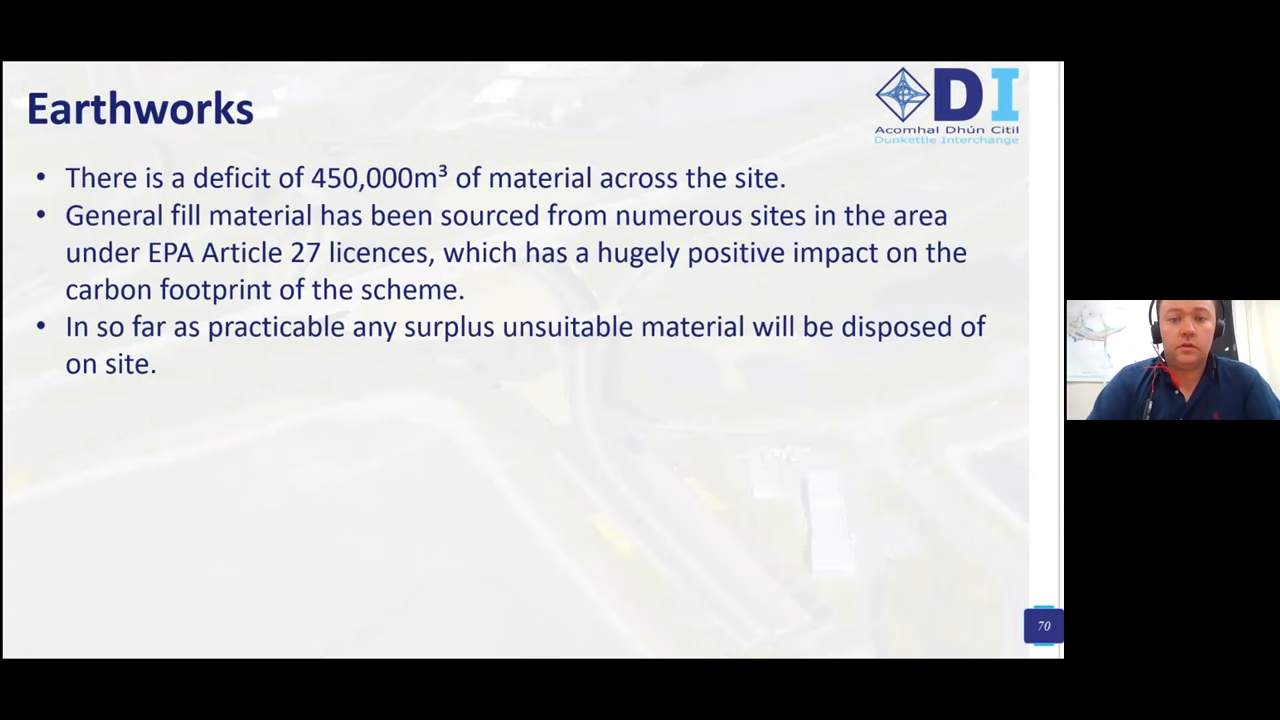 Earthworks
DI
Acomhal Dhún Citil
Dunkettle Interchange
• There is a deficit of 450,000m³ of material across the site.
• General fill material has been sourced from numerous sites in the area
under EPA Article 27 licences, which has a hugely positive impact on the
carbon footprint of the scheme.
• In so far as practicable any surplus unsuitable material will be disposed of
on site.
70